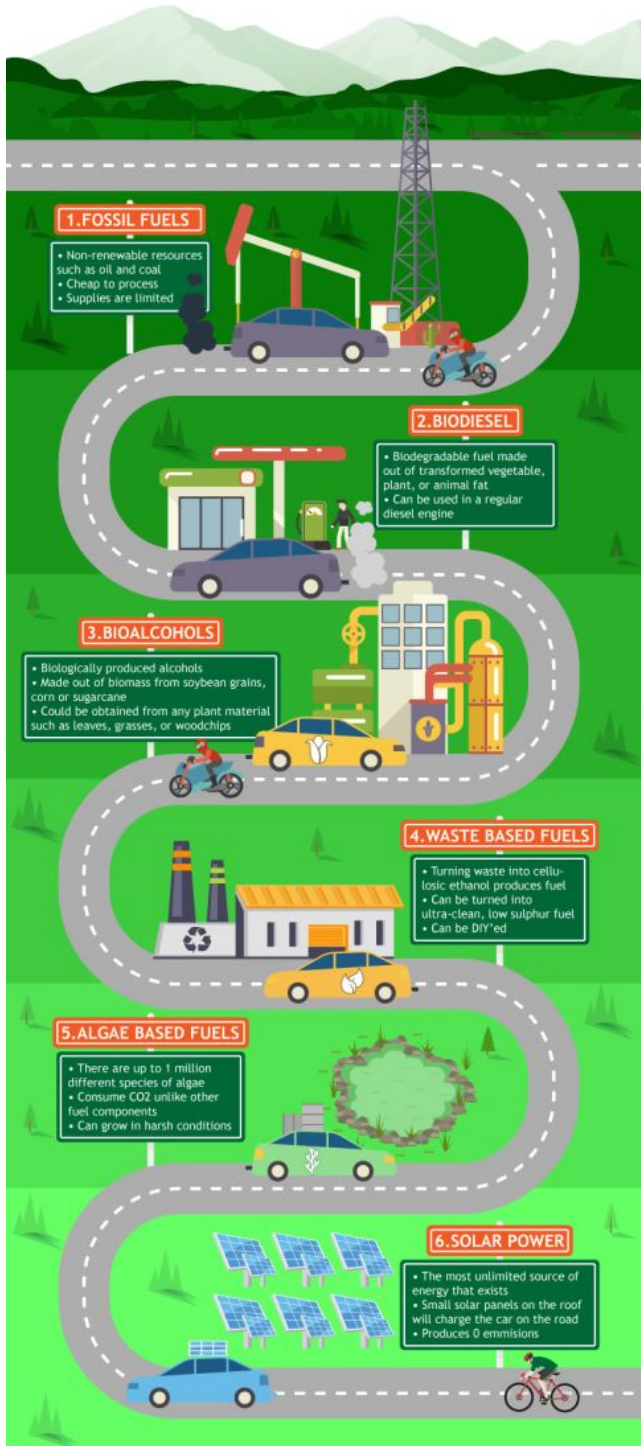 1.FOSSIL FUELS
• Non-renewable resources
such as oil and coal
• Cheap to process
• Supplies are limited
2.BIODIESEL
• Biodegradable fuel made
out of transformed vegetable,
plant, or animal fat
• Can be used in a regular
diesel engine
3.BIOALCOHOLS
• Biologically produced alcohols
• Made out of biomass from soybean grains,
corn or sugarcane
• Could be obtained from any plant material
such as leaves, grasses, or woodchips
4.WASTE BASED FUELS
• Turning waste into cellu-
losic ethanol produces fuel
• Can be turned into
ultra-clean, low sulphur fuel
• Can be DIY'ed
5.ALGAE BASED FUELS
• There are up to 1 million
different species of algae
• Consume CO2 unlike other
fuel components
• Can grow in harsh conditions
6.SOLAR POWER
• The most unlimited source of
energy that exists
• Small solar panels on the roof
will charge the car on the road
• Produces 0 emmisions